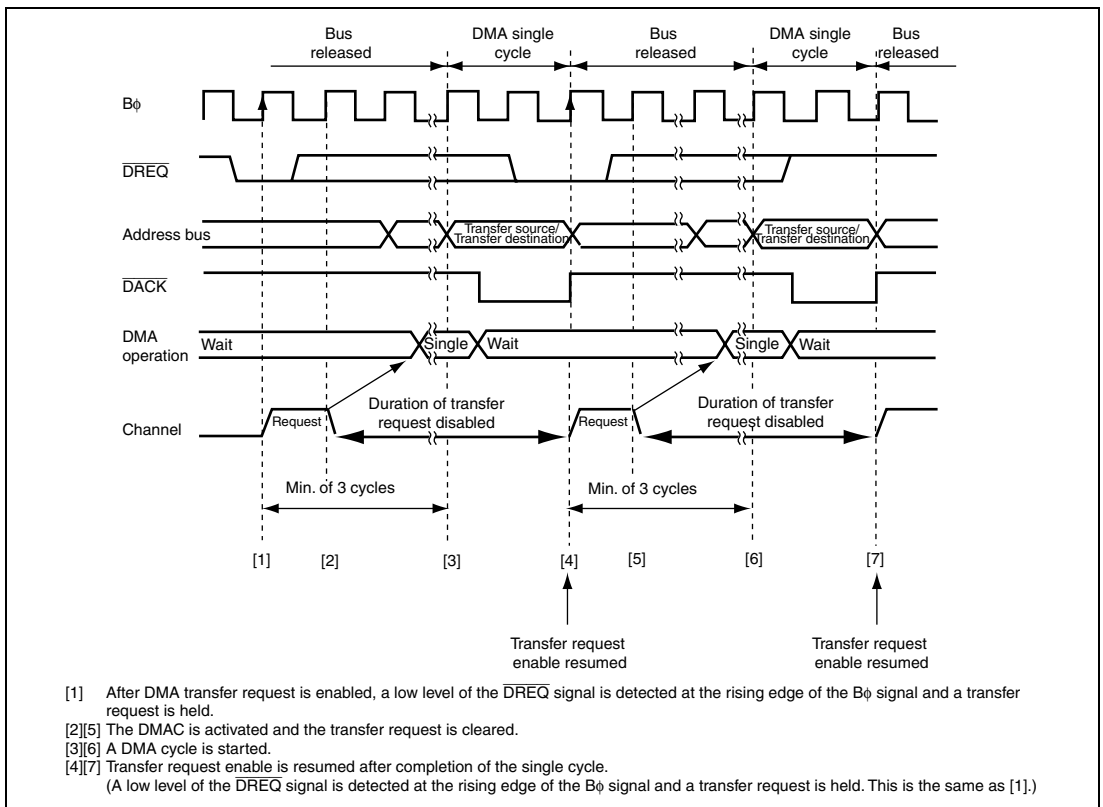 Bus released
DMA single cycle
Bus released
DMA single cycle
Bus released
Bφ
DREQ
Address bus
Transfer source/
Transfer destination
Transfer source/
Transfer destination
DACK
DMA operation
Wait
Single
Wait
Single
Wait
Channel
Request
Duration of transfer request disabled
Request
Duration of transfer request disabled
Min. of 3 cycles
Min. of 3 cycles
[1] [2] [3] [4] [5] [6] [7]
Transfer request enable resumed
Transfer request enable resumed
[1] After DMA transfer request is enabled, a low level of the DREQ signal is detected at the rising edge of the Bφ signal and a transfer
request is held.
[2][5] The DMAC is activated and the transfer request is cleared.
[3][6] A DMA cycle is started.
[4][7] Transfer request enable is resumed after completion of the single cycle.
(A low level of the DREQ signal is detected at the rising edge of the Bφ signal and a transfer request is held. This is the same as [1].)